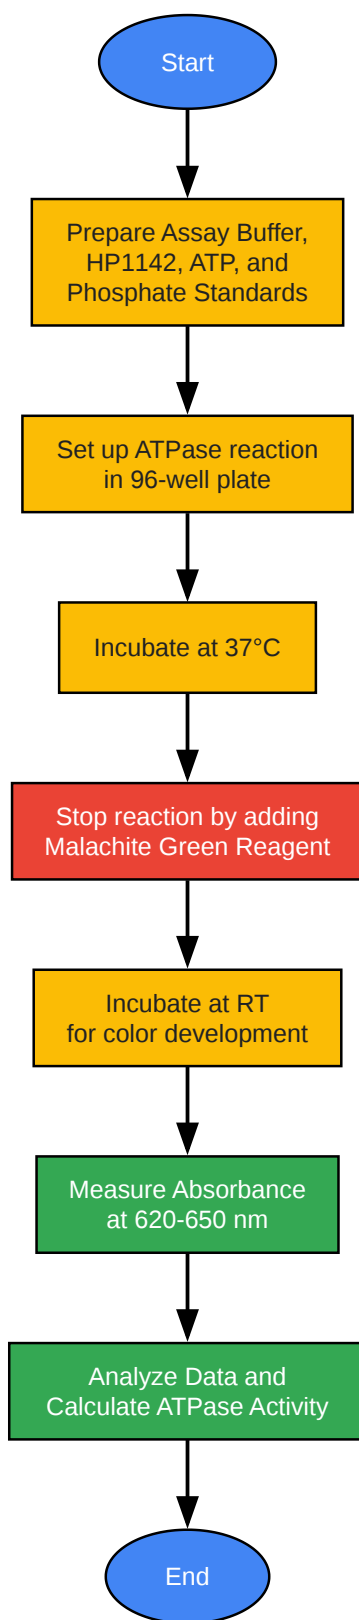 Start
Prepare Assay Buffer,
HP1142, ATP, and
Phosphate Standards
Set up ATPase reaction
in 96-well plate
Incubate at 37°C
Stop reaction by adding
Malachite Green Reagent
Incubate at RT
for color development
Measure Absorbance
at 620-650 nm
Analyze Data and
Calculate ATPase Activity
End